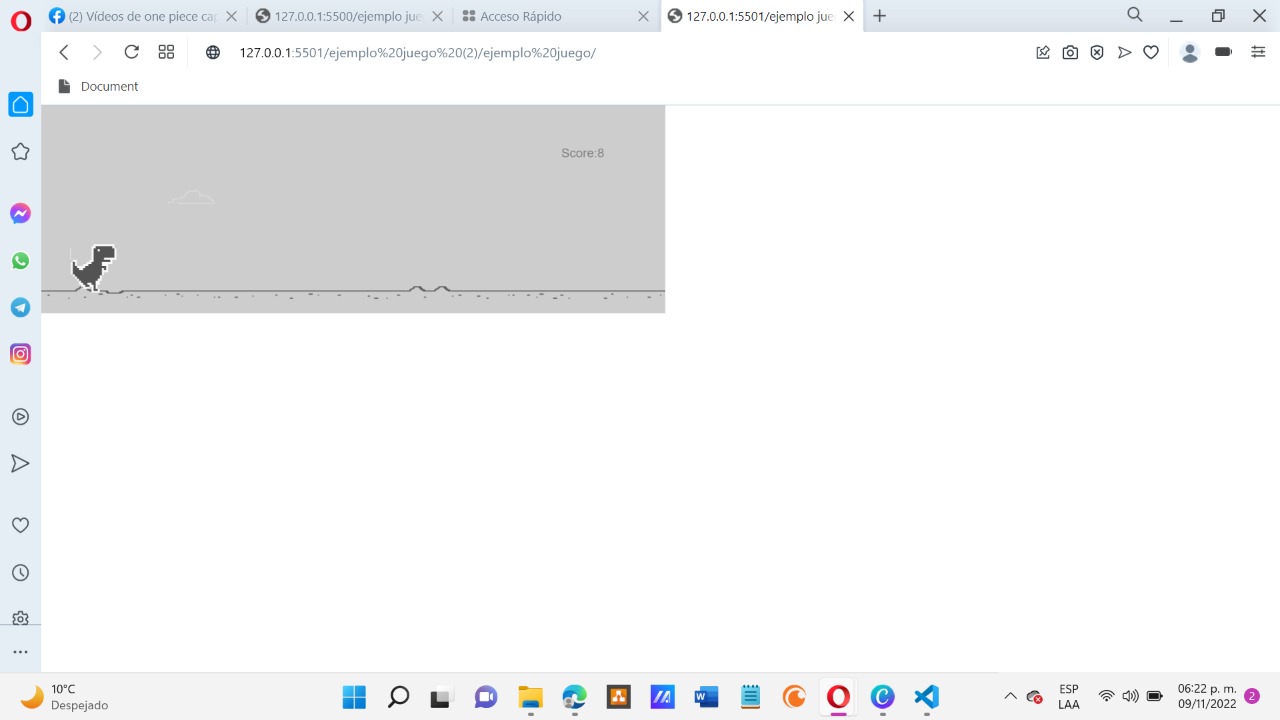 (2) Vídeos de one piece cap
127.0.0.1:5500/ejemplo jue
Acceso Rápido
127.0.0.1:5501/ejemplo jue
127.0.0.1:5501/ejemplo%20juego%20(2)/ejemplo%20juego/
Document
Score:8
10°C
Despejado
ESP
LAA
06:22 p. m.
09/11/2022
2